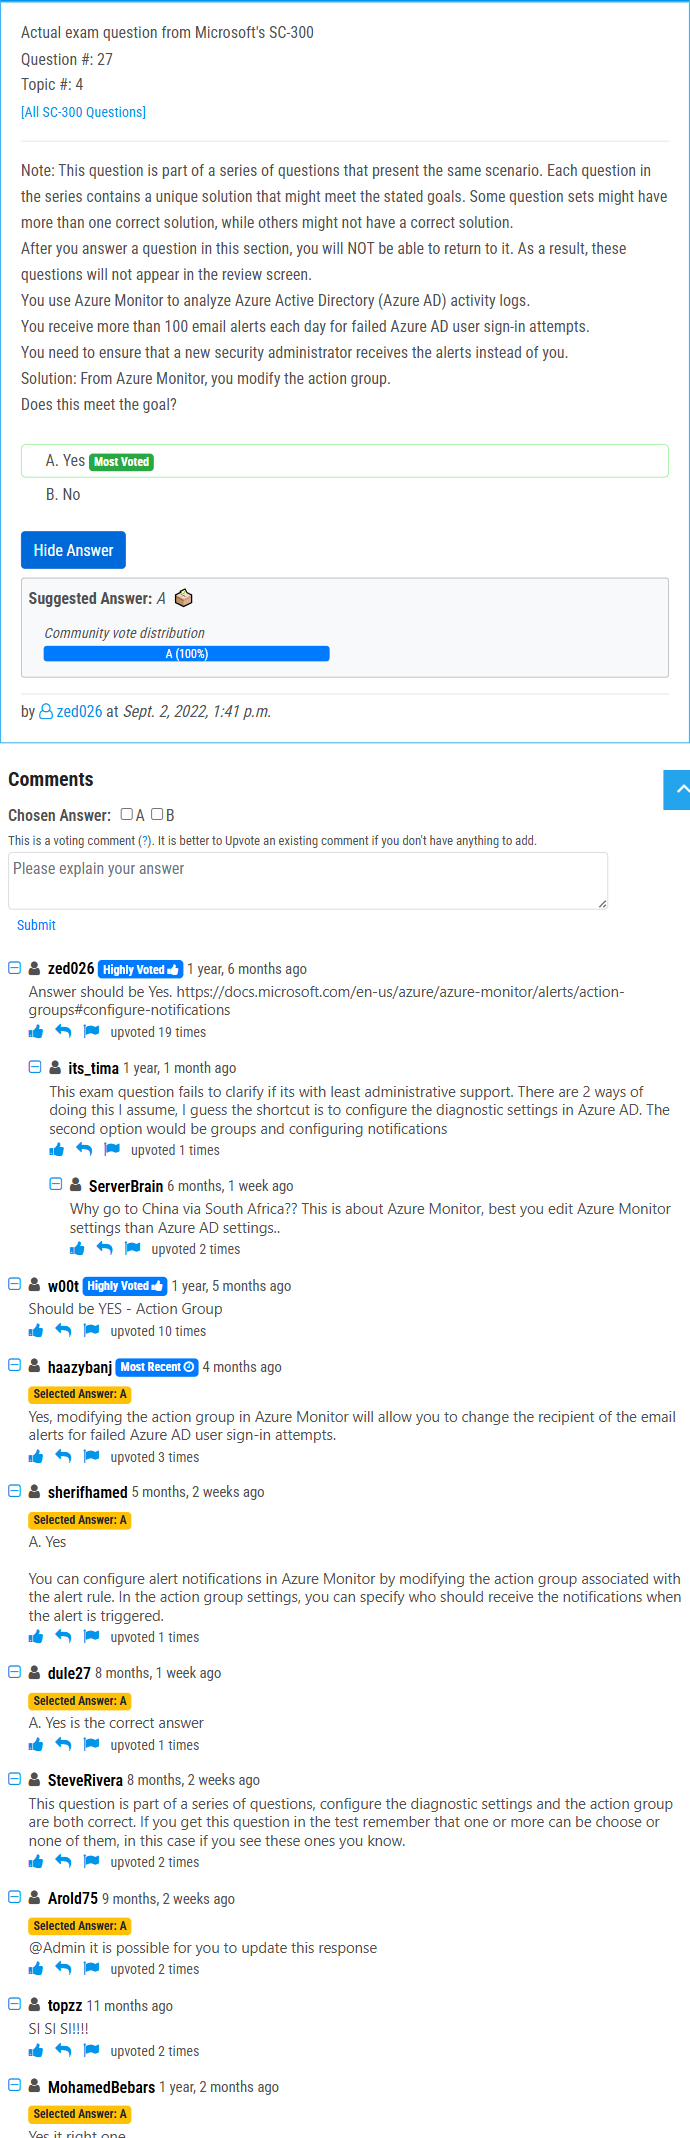 Actual exam question from Microsoft's SC-300
Question #: 27
Topic #: 4
[All SC-300 Questions]
Note: This question is part of a series of questions that present the same scenario. Each question in
the series contains a unique solution that might meet the stated goals. Some question sets might have
more than one correct solution, while others might not have a correct solution.
After you answer a question in this section, you will NOT be able to return to it. As a result, these
questions will not appear in the review screen.
You use Azure Monitor to analyze Azure Active Directory (Azure AD) activity logs.
You receive more than 100 email alerts each day for failed Azure AD user sign-in attempts.
You need to ensure that a new security administrator receives the alerts instead of you.
Solution: From Azure Monitor, you modify the action group.
Does this meet the goal?
A. Yes Most Voted
B. No
Hide Answer
Suggested Answer: A
Community vote distribution
A (100%)
by zed026 at Sept. 2, 2022, 1:41 p.m.
Comments
Chosen Answer: A B
This is a voting comment (?). It is better to Upvote an existing comment if you don't have anything to add.
Please explain your answer
Submit
zed026 Highly Voted 1 year, 6 months ago
Answer should be Yes. https://docs.microsoft.com/en-us/azure/azure-monitor/alerts/action-
groups#configure-notifications
upvoted 19 times
its_tima 1 year, 1 month ago
This exam question fails to clarify if its with least administrative support. There are 2 ways of
doing this I assume, I guess the shortcut is to configure the diagnostic settings in Azure AD. The
second option would be groups and configuring notifications
upvoted 1 times
ServerBrain 6 months, 1 week ago
Why go to China via South Africa?? This is about Azure Monitor, best you edit Azure Monitor
settings than Azure AD settings..
upvoted 2 times
w00t Highly Voted 1 year, 5 months ago
Should be YES - Action Group
upvoted 10 times
haazybanj Most Recent 4 months ago
Selected Answer: A
Yes, modifying the action group in Azure Monitor will allow you to change the recipient of the email
alerts for failed Azure AD user sign-in attempts.
upvoted 3 times
sherifhamed 5 months, 2 weeks ago
Selected Answer: A
A. Yes
You can configure alert notifications in Azure Monitor by modifying the action group associated with
the alert rule. In the action group settings, you can specify who should receive the notifications when
the alert is triggered.
upvoted 1 times
dule27 8 months, 1 week ago
Selected Answer: A
A. Yes is the correct answer
upvoted 1 times
SteveRivera 8 months, 2 weeks ago
This question is part of a series of questions, configure the diagnostic settings and the action group
are both correct. If you get this question in the test remember that one or more can be choose or
none of them, in this case if you see these ones you know.
upvoted 2 times
Arold75 9 months, 2 weeks ago
Selected Answer: A
@Admin it is possible for you to update this response
upvoted 2 times
topzz 11 months ago
SI SI SI!!!!
upvoted 2 times
MohamedBebars 1 year, 2 months ago
Selected Answer: A
Yes it right one